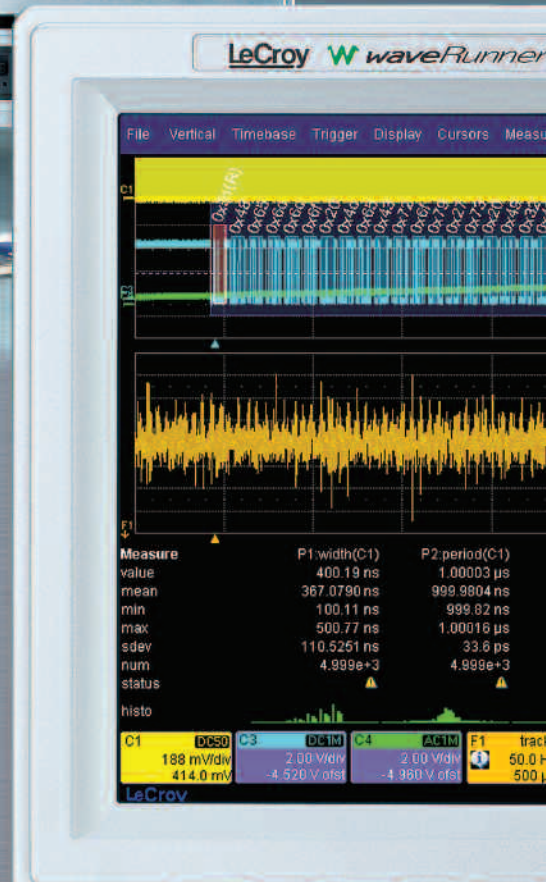 LeCroy waveRunner
File Vertical Timebase Trigger Display Cursors Measu
C1
F1
Measure P1:width(C1) P2:period(C1)
value 400.19 ns 1.00003 µs
mean 367.0790 ns 999.9804 ns
min 100.11 ns 999.82 ns
max 500.77 ns 1.00016 µs
sdev 110.5251 ns 33.6 ps
num 4.999e+3 4.999e+3
status
histo
C1 DC50 C3 DC1M C4 AC1M F1 track
188 mV/div 2.00 V/div 2.00 V/div 50.0 H
414.0 mV -4.520 V ofst -4.960 V ofst 500 µ
LeCroy